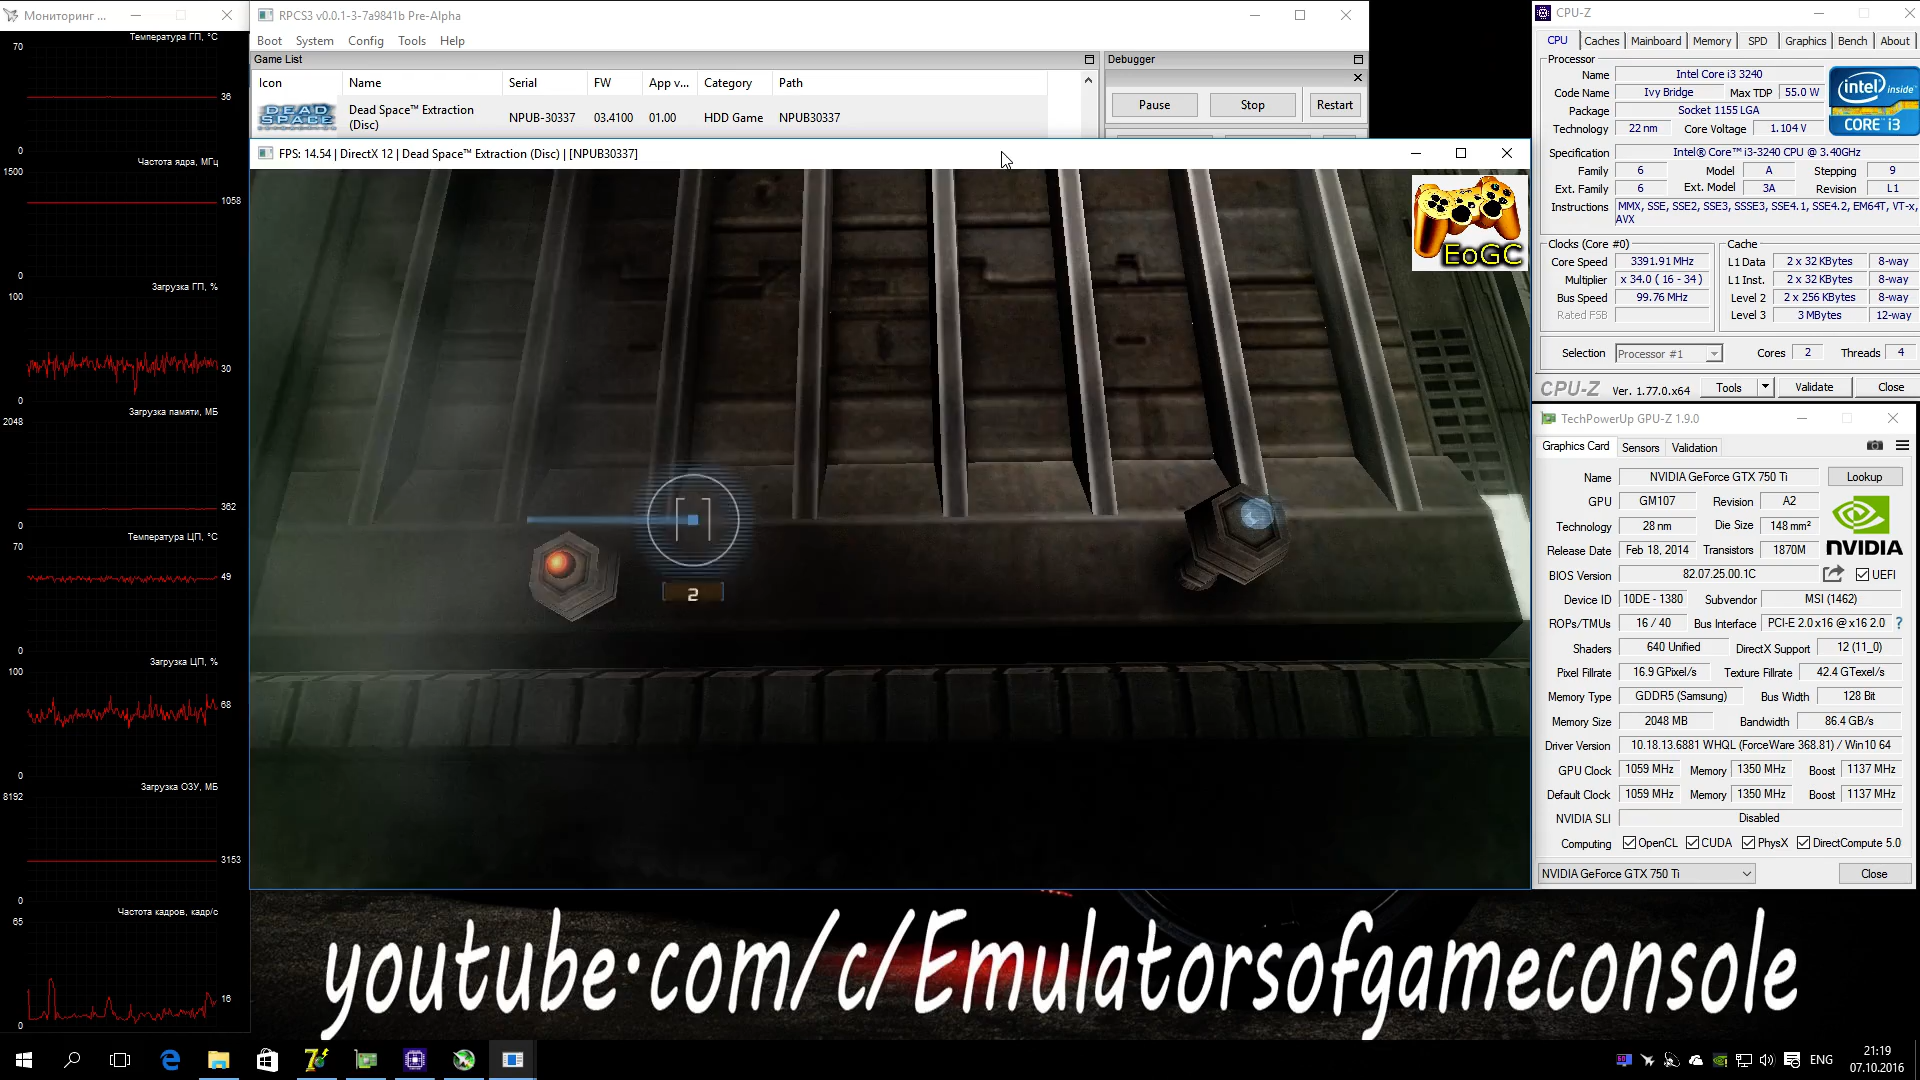 Мониторинг ...
Температура ГП, °C
70
36
0
Частота ядра, МГц
1500
1058
0
Загрузка ГП, %
100
30
0
Загрузка памяти, МБ
2048
362
0
Температура ЦП, °C
70
49
0
Загрузка ЦП, %
100
68
0
Загрузка ОЗУ, МБ
8192
3153
0
Частота кадров, кадр/с
65
16
0
RPCS3 v0.0.1-3-7a9841b Pre-Alpha
Boot System Config Tools Help
Game List
Icon Name Serial FW App v... Category Path
DEAD SPACE
Dead Space™ Extraction (Disc) NPUB-30337 03.4100 01.00 HDD Game NPUB30337
Debugger
Pause Stop Restart
FPS: 14.54 | DirectX 12 | Dead Space™ Extraction (Disc) | [NPUB30337]
EoGC
2
CPU-Z
CPU Caches Mainboard Memory SPD Graphics Bench About
Processor
Name Intel Core i3 3240
Code Name Ivy Bridge Max TDP 55.0 W
Package Socket 1155 LGA
Technology 22 nm Core Voltage 1.104 V
intel inside™
CORE i3
Specification Intel® Core™ i3-3240 CPU @ 3.40GHz
Family 6 Model A Stepping 9
Ext. Family 6 Ext. Model 3A Revision L1
Instructions MMX, SSE, SSE2, SSE3, SSSE3, SSE4.1, SSE4.2, EM64T, VT-x,
AVX
Clocks (Core #0) Cache
Core Speed 3391.91 MHz L1 Data 2 x 32 KBytes 8-way
Multiplier x 34.0 ( 16 - 34 ) L1 Inst. 2 x 32 KBytes 8-way
Bus Speed 99.76 MHz Level 2 2 x 256 KBytes 8-way
Rated FSB Level 3 3 MBytes 12-way
Selection Processor #1 Cores 2 Threads 4
CPU-Z Ver. 1.77.0.x64 Tools Validate Close
TechPowerUp GPU-Z 1.9.0
Graphics Card Sensors Validation
Name NVIDIA GeForce GTX 750 Ti Lookup
GPU GM107 Revision A2
Technology 28 nm Die Size 148 mm²
Release Date Feb 18, 2014 Transistors 1870M
NVIDIA
BIOS Version 82.07.25.00.1C UEFI
Device ID 10DE - 1380 Subvendor MSI (1462)
ROPs/TMUs 16 / 40 Bus Interface PCI-E 2.0 x16 @ x16 2.0 ?
Shaders 640 Unified DirectX Support 12 (11_0)
Pixel Fillrate 16.9 GPixel/s Texture Fillrate 42.4 GTexel/s
Memory Type GDDR5 (Samsung) Bus Width 128 Bit
Memory Size 2048 MB Bandwidth 86.4 GB/s
Driver Version 10.18.13.6881 WHQL (ForceWare 368.81) / Win10 64
GPU Clock 1059 MHz Memory 1350 MHz Boost 1137 MHz
Default Clock 1059 MHz Memory 1350 MHz Boost 1137 MHz
NVIDIA SLI Disabled
Computing OpenCL CUDA PhysX DirectCompute 5.0
NVIDIA GeForce GTX 750 Ti Close
youtube.com/c/Emulatorsofgameconsole
ENG
21:19
07.10.2016